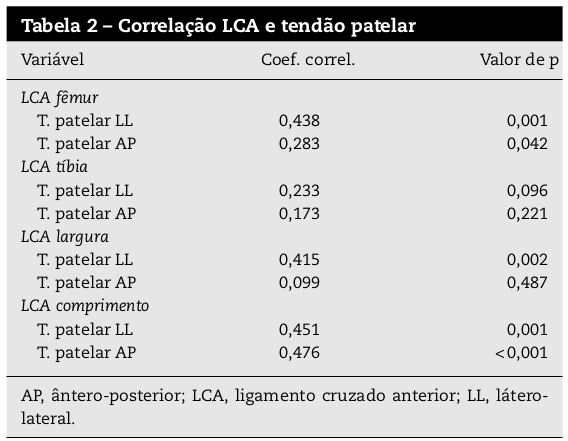 Tabela 2 – Correlação LCA e tendão patelar
Variável Coef. correl. Valor de p
LCA fêmur
T. patelar LL 0,438 0,001
T. patelar AP 0,283 0,042
LCA tíbia
T. patelar LL 0,233 0,096
T. patelar AP 0,173 0,221
LCA largura
T. patelar LL 0,415 0,002
T. patelar AP 0,099 0,487
LCA comprimento
T. patelar LL 0,451 0,001
T. patelar AP 0,476 <0,001
AP, ântero-posterior; LCA, ligamento cruzado anterior; LL, látero-
lateral.